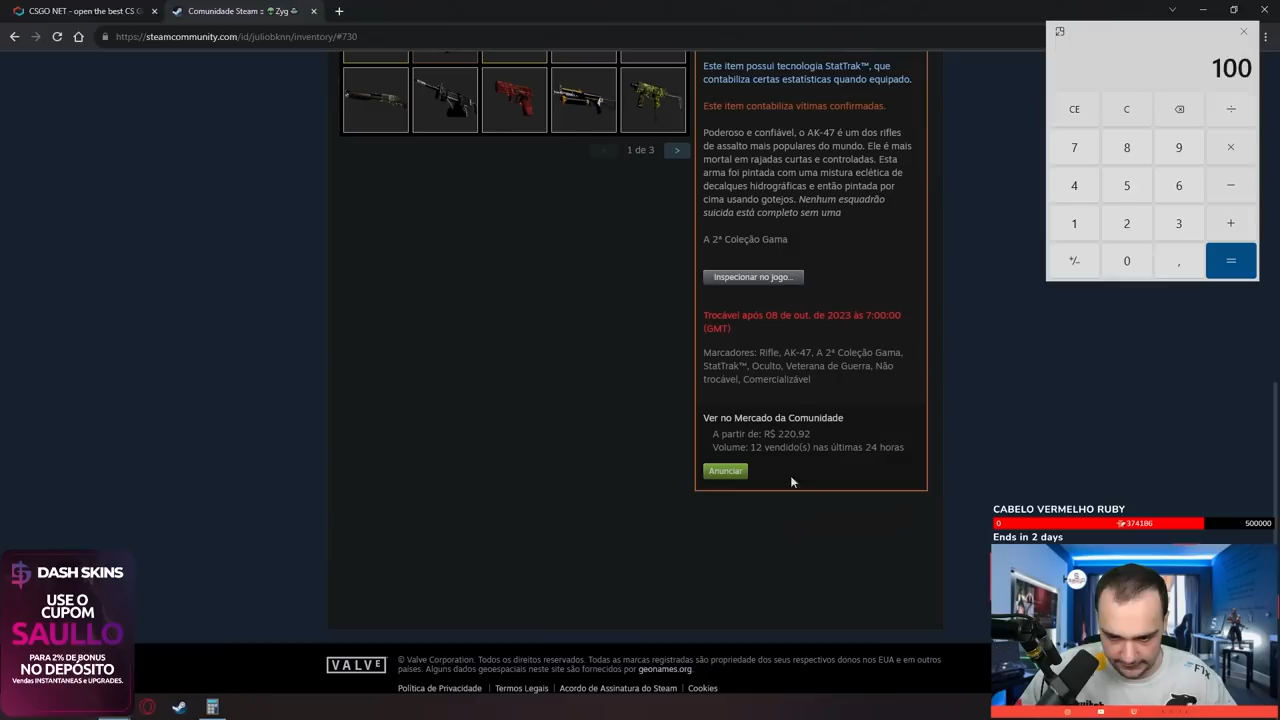 CSGO NET - open the best CS G
Comunidade Steam :: Zyg
https://steamcommunity.com/id/juliobknn/inventory/#730
100
CE
C
÷
7
8
9
×
4
5
6
−
1
2
3
+
+/−
0
,
=
1 de 3
>
Este item possui tecnologia StatTrak™, que
contabiliza certas estatísticas quando equipado.
Este item contabiliza vítimas confirmadas.
Poderoso e confiável, o AK-47 é um dos rifles
de assalto mais populares do mundo. Ele é mais
mortal em rajadas curtas e controladas. Esta
arma foi pintada com uma mistura eclética de
decalques hidrográficas e então pintada por
cima usando gotejos. Nenhum esquadrão
suicida está completo sem uma
A 2ª Coleção Gama
Inspecionar no jogo...
Trocável após 08 de out. de 2023 às 7:00:00
(GMT)
Marcadores: Rifle, AK-47, A 2ª Coleção Gama,
StatTrak™, Oculto, Veterana de Guerra, Não
trocável, Comercializável
Ver no Mercado da Comunidade
A partir de: R$ 220,92
Volume: 12 vendido(s) nas últimas 24 horas
Anunciar
CABELO VERMELHO RUBY
0 374186 500000
Ends in 2 days
DASH SKINS
USE O
CUPOM
SAULLO
PARA 2% DE BONUS
NO DEPÓSITO
Vendas INSTANTANEAS e UPGRADES.
VALVE
© Valve Corporation. Todos os direitos reservados. Todas as marcas registradas são propriedade dos seus respectivos donos nos EUA e em outros
países. Alguns dados geoespaciais neste site são fornecidos por geonames.org.
Política de Privacidade | Termos Legais | Acordo de Assinatura do Steam | Cookies